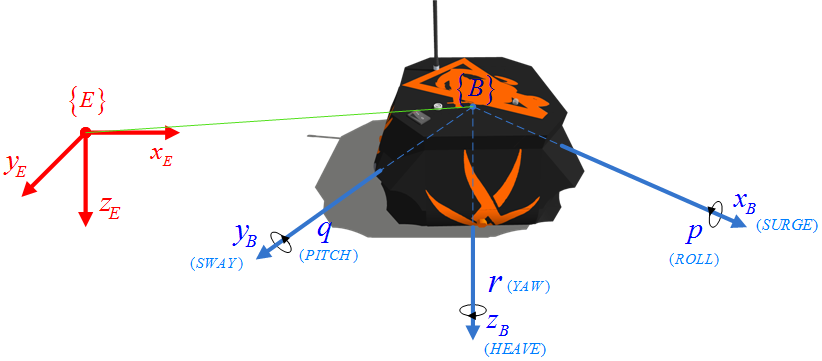 {E}
x_E
y_E
z_E
{B}
x_B
(SURGE)
p
(ROLL)
y_B
(SWAY)
q
(PITCH)
r (YAW)
z_B
(HEAVE)